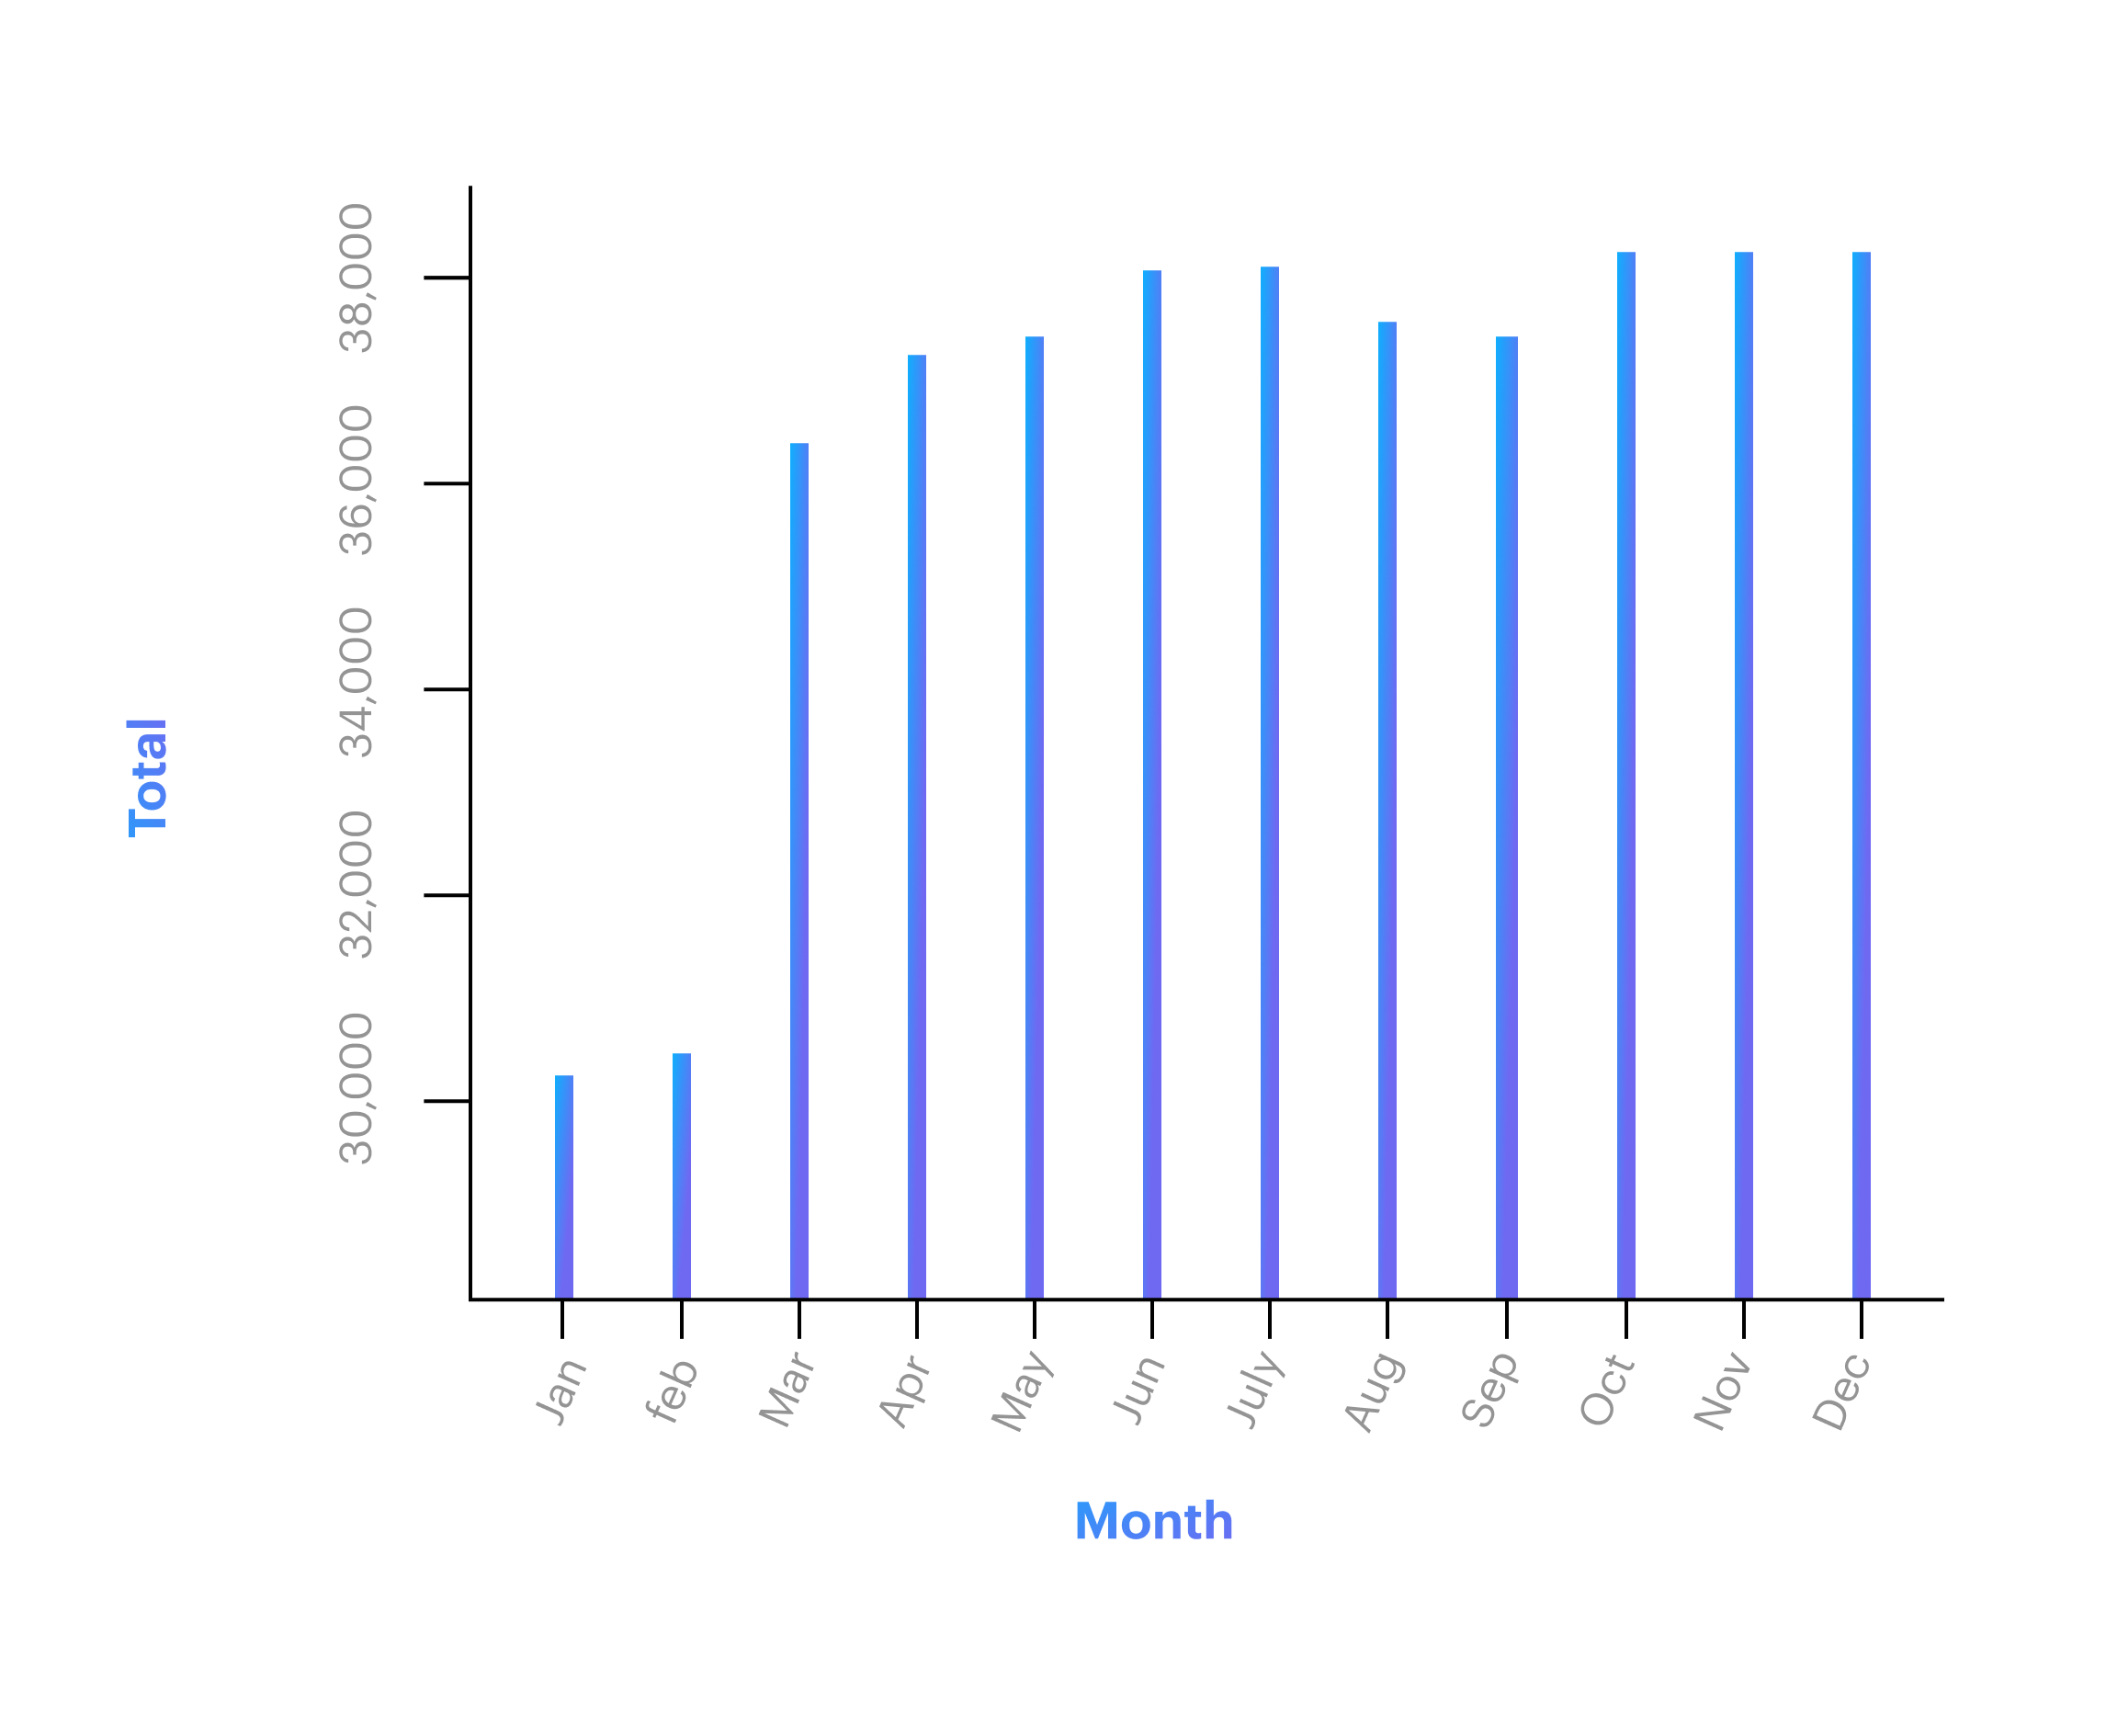 Total
38,000
36,000
34,000
32,000
30,000
Jan feb Mar Apr May Jun July Aug Sep Oct Nov Dec
Month